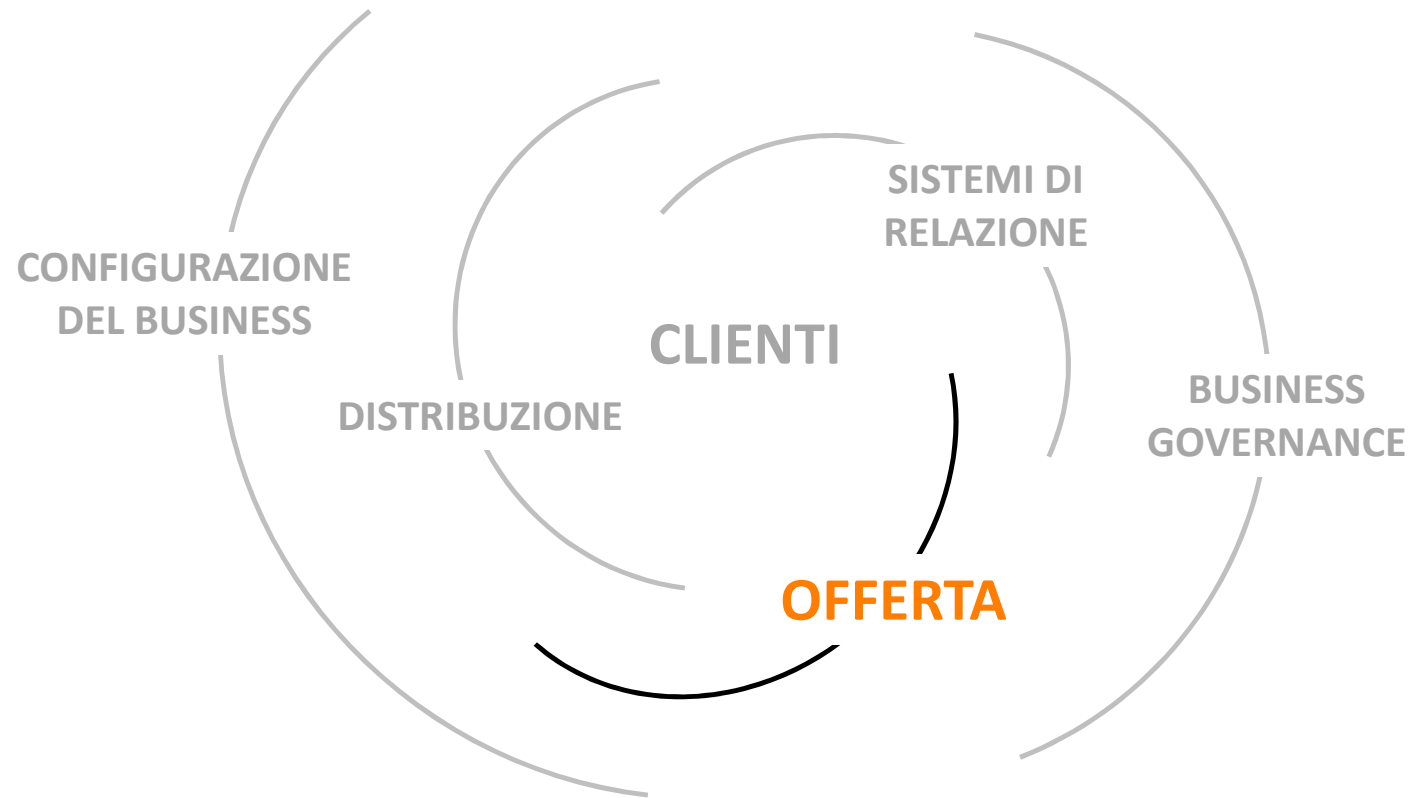 SISTEMI DI
RELAZIONE
CONFIGURAZIONE
DEL BUSINESS
CLIENTI
DISTRIBUZIONE
BUSINESS
GOVERNANCE
OFFERTA